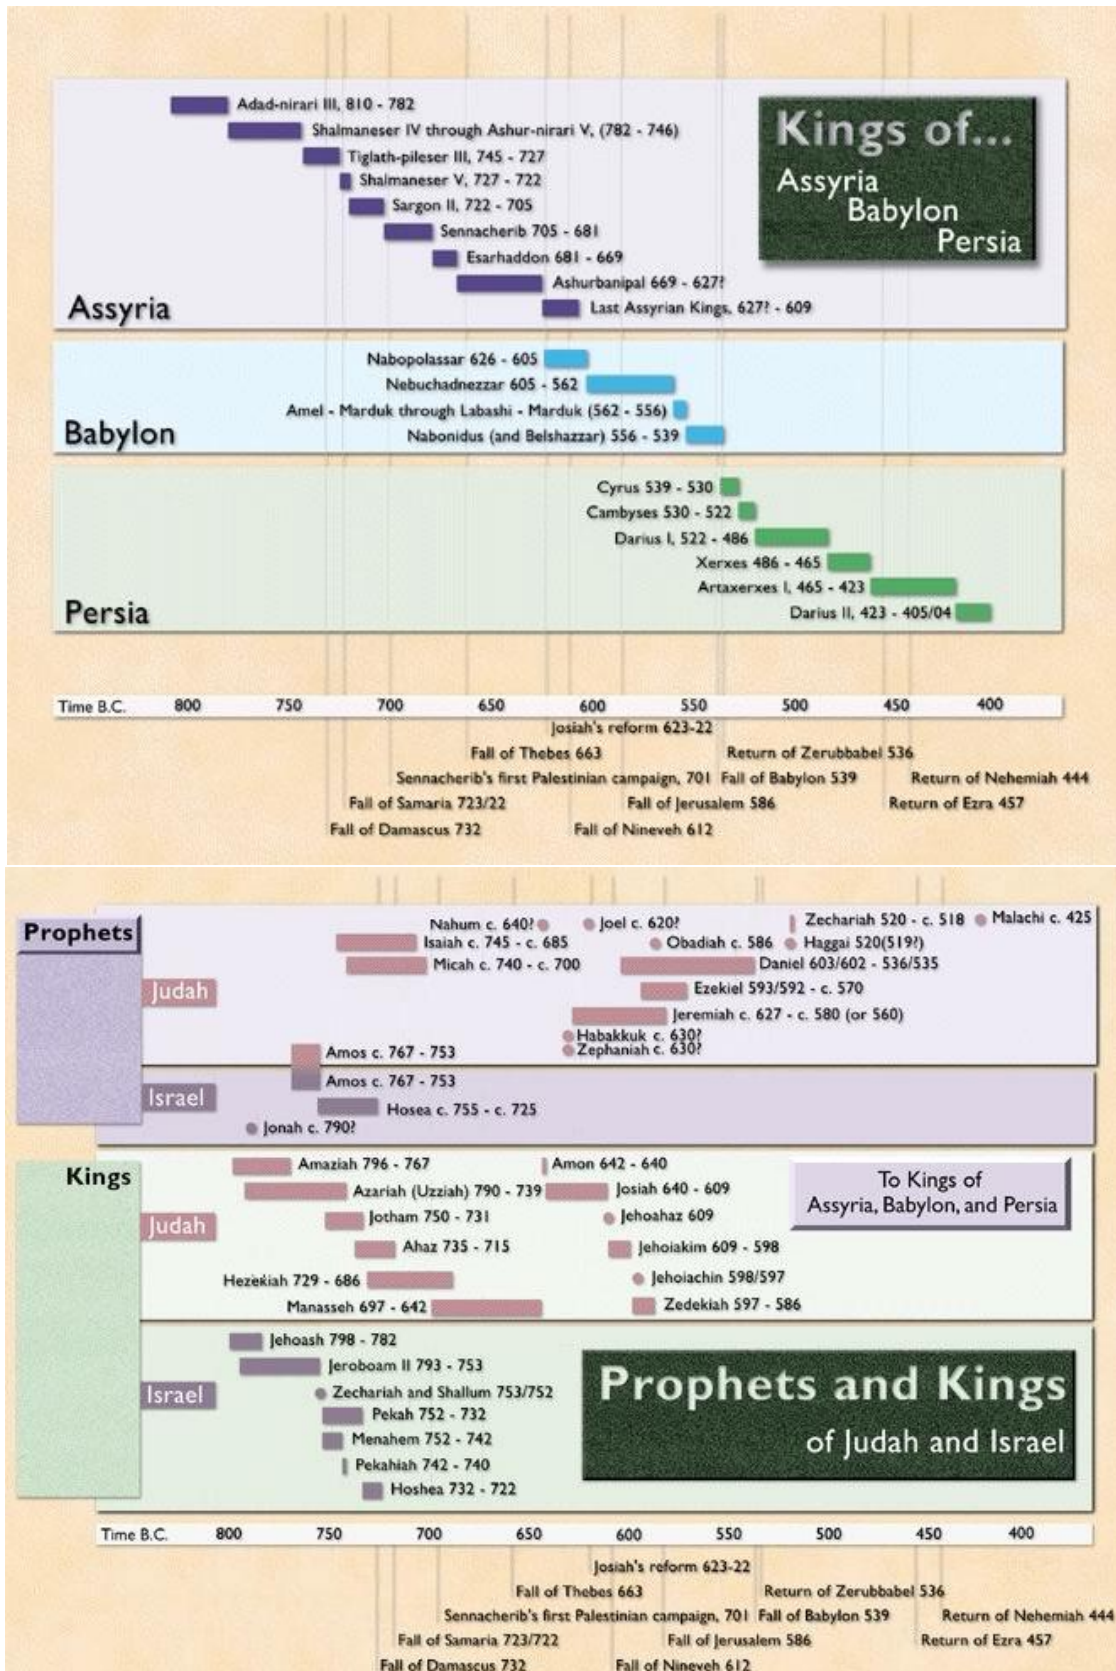 Kings of...
Assyria
Babylon
Persia
Adad-nirari III, 810 - 782
Shalmaneser IV through Ashur-nirari V, (782 - 746)
Tiglath-pileser III, 745 - 727
Shalmaneser V, 727 - 722
Sargon II, 722 - 705
Sennacherib 705 - 681
Esarhaddon 681 - 669
Ashurbanipal 669 - 627?
Last Assyrian Kings, 627? - 609
Assyria
Nabopolassar 626 - 605
Nebuchadnezzar 605 - 562
Amel - Marduk through Labashi - Marduk (562 - 556)
Nabonidus (and Belshazzar) 556 - 539
Babylon
Cyrus 539 - 530
Cambyses 530 - 522
Darius I, 522 - 486
Xerxes 486 - 465
Artaxerxes I, 465 - 423
Darius II, 423 - 405/04
Persia
Time B.C. 800 750 700 650 600 550 500 450 400
Josiah's reform 623-22
Fall of Thebes 663 Return of Zerubbabel 536
Sennacherib's first Palestinian campaign, 701 Fall of Babylon 539 Return of Nehemiah 444
Fall of Samaria 723/22 Fall of Jerusalem 586 Return of Ezra 457
Fall of Damascus 732 Fall of Nineveh 612
Prophets
Judah
Nahum c. 640? Joel c. 620? Zechariah 520 - c. 518 Malachi c. 425
Isaiah c. 745 - c. 685 Obadiah c. 586 Haggai 520(519?)
Micah c. 740 - c. 700 Daniel 603/602 - 536/535
Ezekiel 593/592 - c. 570
Jeremiah c. 627 - c. 580 (or 560)
Habakkuk c. 630?
Zephaniah c. 630?
Amos c. 767 - 753
Israel
Amos c. 767 - 753
Hosea c. 755 - c. 725
Jonah c. 790?
Kings
Judah
Amaziah 796 - 767 Amon 642 - 640
Azariah (Uzziah) 790 - 739 Josiah 640 - 609
Jotham 750 - 731 Jehoahaz 609
Ahaz 735 - 715 Jehoiakim 609 - 598
Hezekiah 729 - 686 Jehoiachin 598/597
Manasseh 697 - 642 Zedekiah 597 - 586
To Kings of
Assyria, Babylon, and Persia
Israel
Jehoash 798 - 782
Jeroboam II 793 - 753
Zechariah and Shallum 753/752
Pekah 752 - 732
Menahem 752 - 742
Pekahiah 742 - 740
Hoshea 732 - 722
Prophets and Kings
of Judah and Israel
Time B.C. 800 750 700 650 600 550 500 450 400
Josiah's reform 623-22
Fall of Thebes 663 Return of Zerubbabel 536
Sennacherib's first Palestinian campaign, 701 Fall of Babylon 539 Return of Nehemiah 444
Fall of Samaria 723/722 Fall of Jerusalem 586 Return of Ezra 457
Fall of Damascus 732 Fall of Nineveh 612